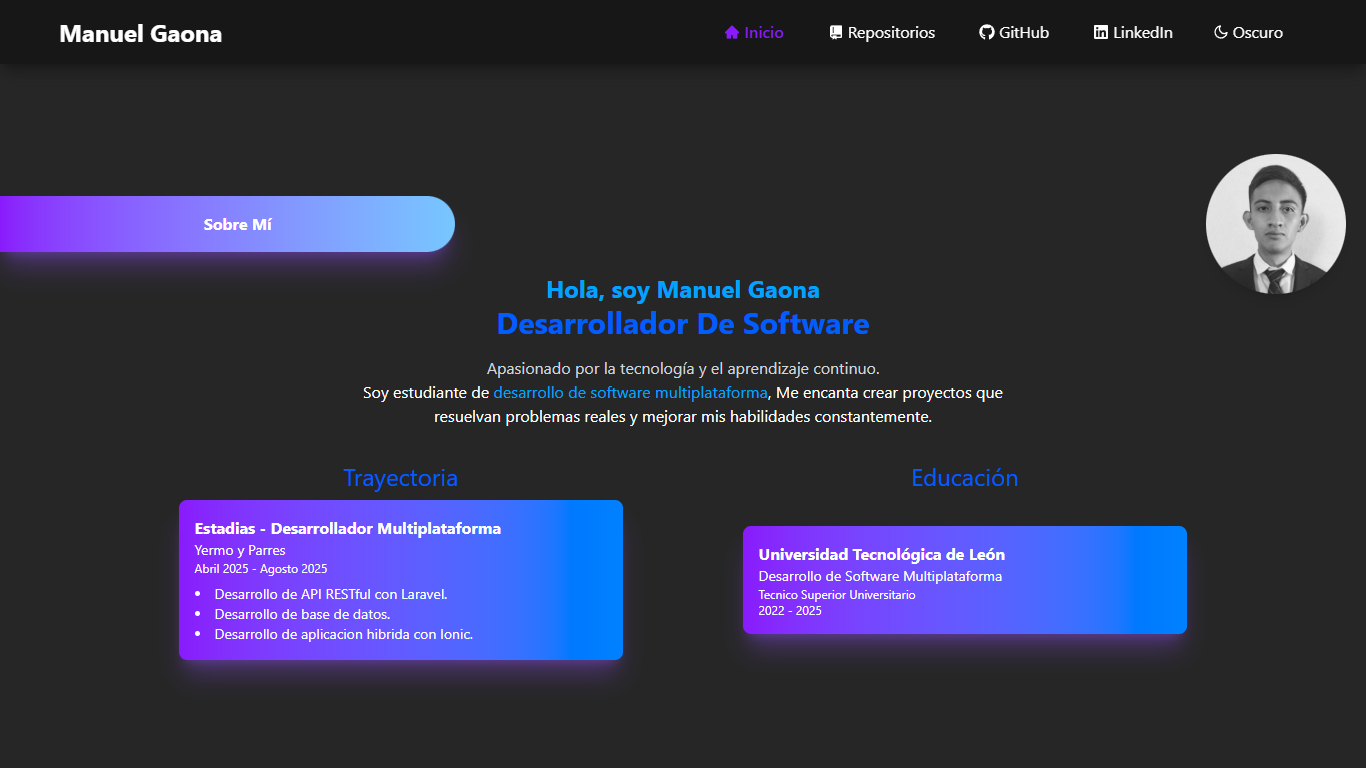 Manuel Gaona
Inicio
Repositorios
GitHub
LinkedIn
Oscuro
Sobre Mí
Hola, soy Manuel Gaona
Desarrollador De Software
Apasionado por la tecnología y el aprendizaje continuo.
Soy estudiante de desarrollo de software multiplataforma, Me encanta crear proyectos que
resuelvan problemas reales y mejorar mis habilidades constantemente.
Trayectoria
Estadias - Desarrollador Multiplataforma
Yermo y Parres
Abril 2025 - Agosto 2025
• Desarrollo de API RESTful con Laravel.
• Desarrollo de base de datos.
• Desarrollo de aplicacion hibrida con Ionic.
Educación
Universidad Tecnológica de León
Desarrollo de Software Multiplataforma
Tecnico Superior Universitario
2022 - 2025